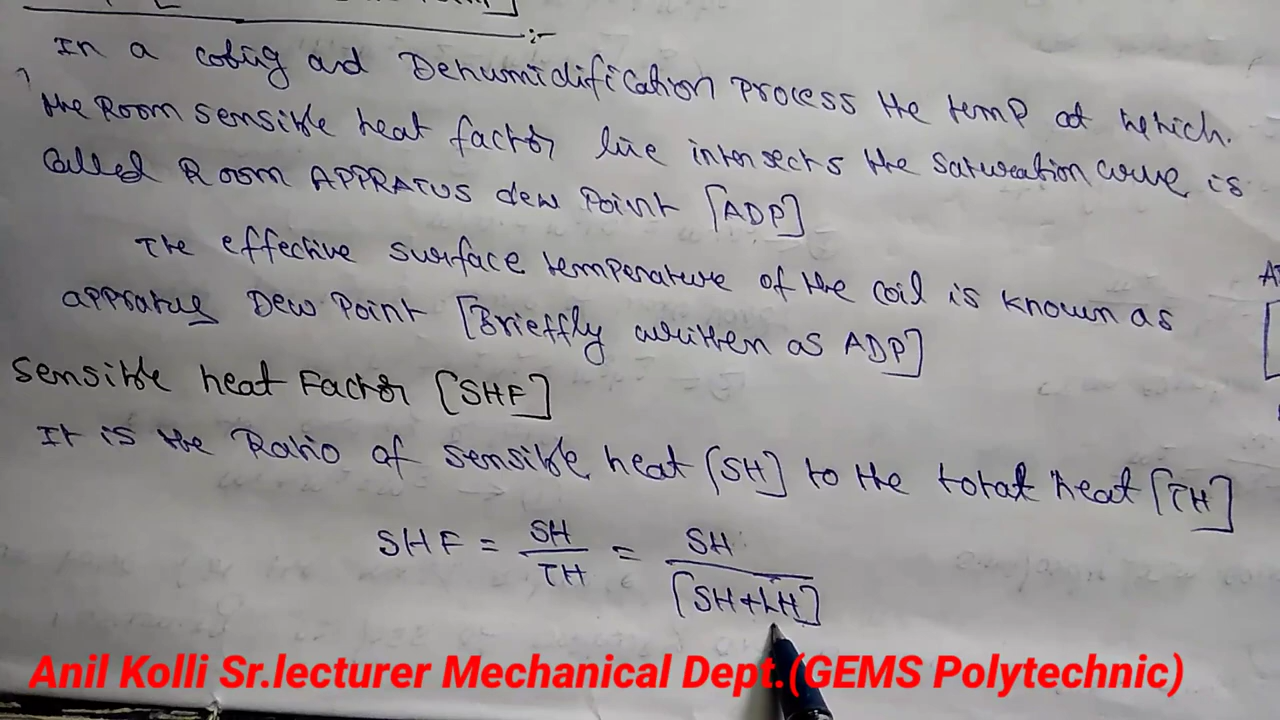 :-
In a colig and Dehumidification process the temp at which.
the Room sensible heat factor line intersects the saturation curve is
called Room APPRATUS dew Point [ADP]
The effective surface temperature of the coil is known as
appratus Dew Point [Brieffly written as ADP]
Sensible heat Factor [SHF]
It is the Ratio of sensible heat [SH] to the total heat [TH]
SHF = SH/TH = SH/[SH+LH]
Anil Kolli Sr.lecturer Mechanical Dept.(GEMS Polytechnic)